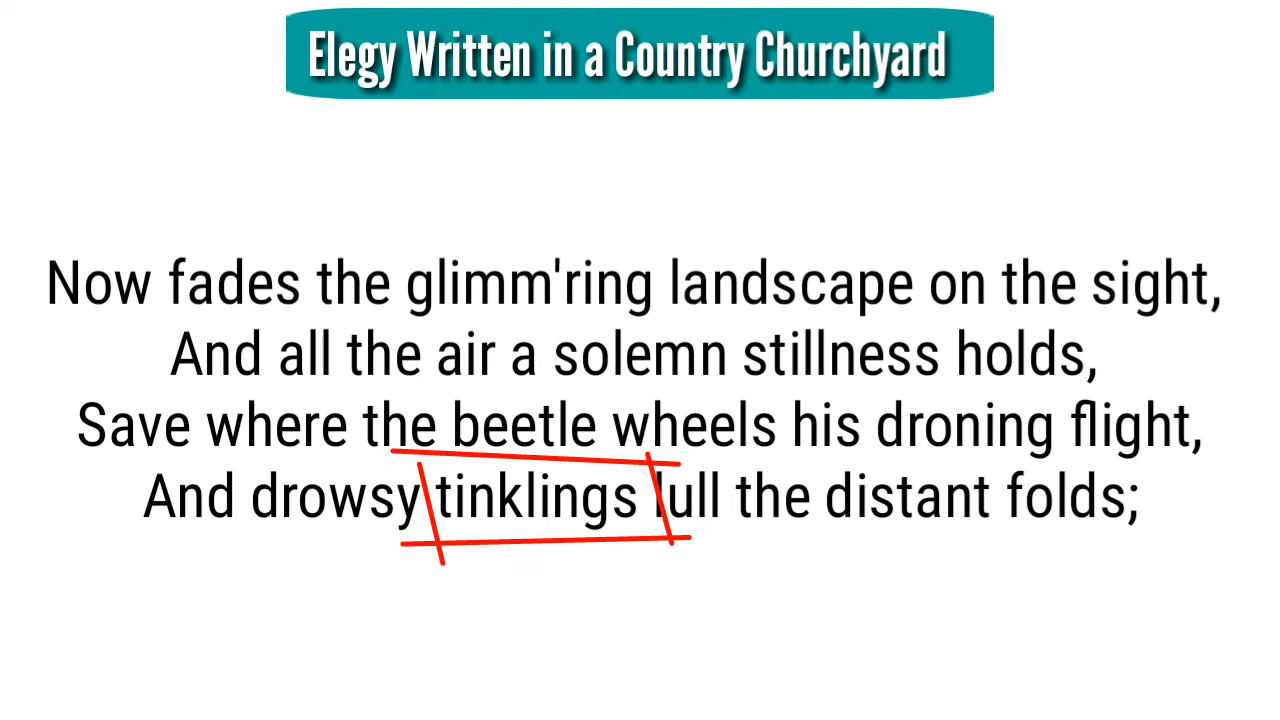 Elegy Written in a Country Churchyard
Now fades the glimm'ring landscape on the sight,
And all the air a solemn stillness holds,
Save where the beetle wheels his droning flight,
And drowsy tinklings lull the distant folds;